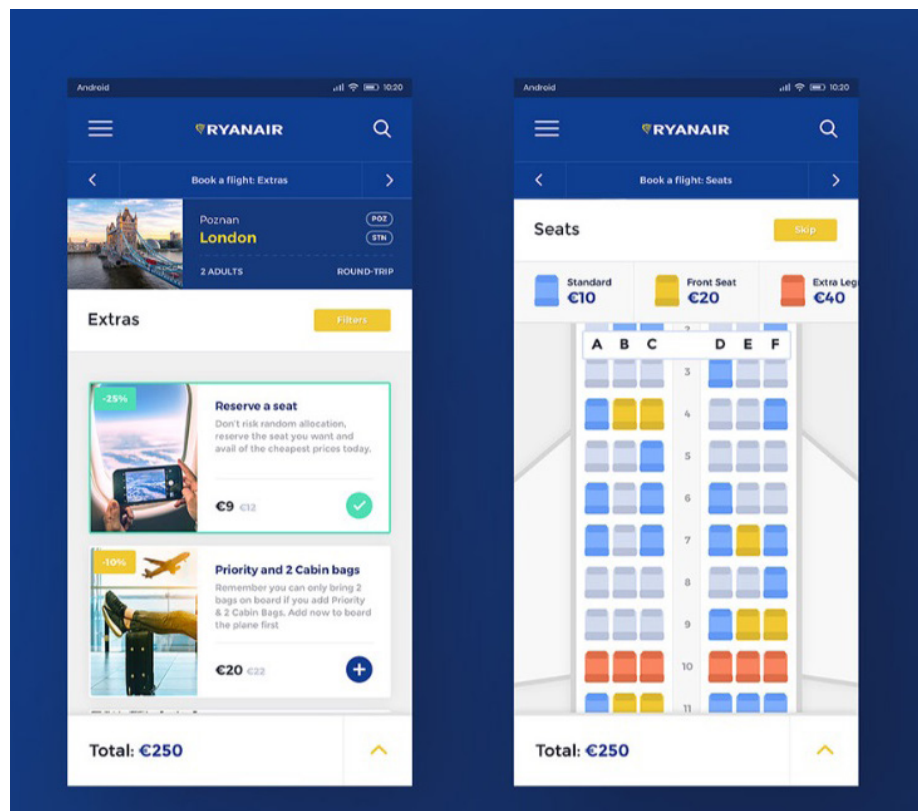 Android
10:20
RYANAIR
Book a flight: Extras
Poznan
POZ
London
STN
2 ADULTS
ROUND-TRIP
Extras
Filters
-25%
Reserve a seat
Don't risk random allocation,
reserve the seat you want and
avail of the cheapest prices today.
€9 €12
-10%
Priority and 2 Cabin bags
Remember you can only bring 2
bags on board if you add Priority
& 2 Cabin Bags. Add now to board
the plane first
€20 €22
Total: €250
Android
10:20
RYANAIR
Book a flight: Seats
Seats
Skip
Standard
€10
Front Seat
€20
Extra Leg
€40
A B C D E F
3
4
5
6
7
8
9
10
11
Total: €250